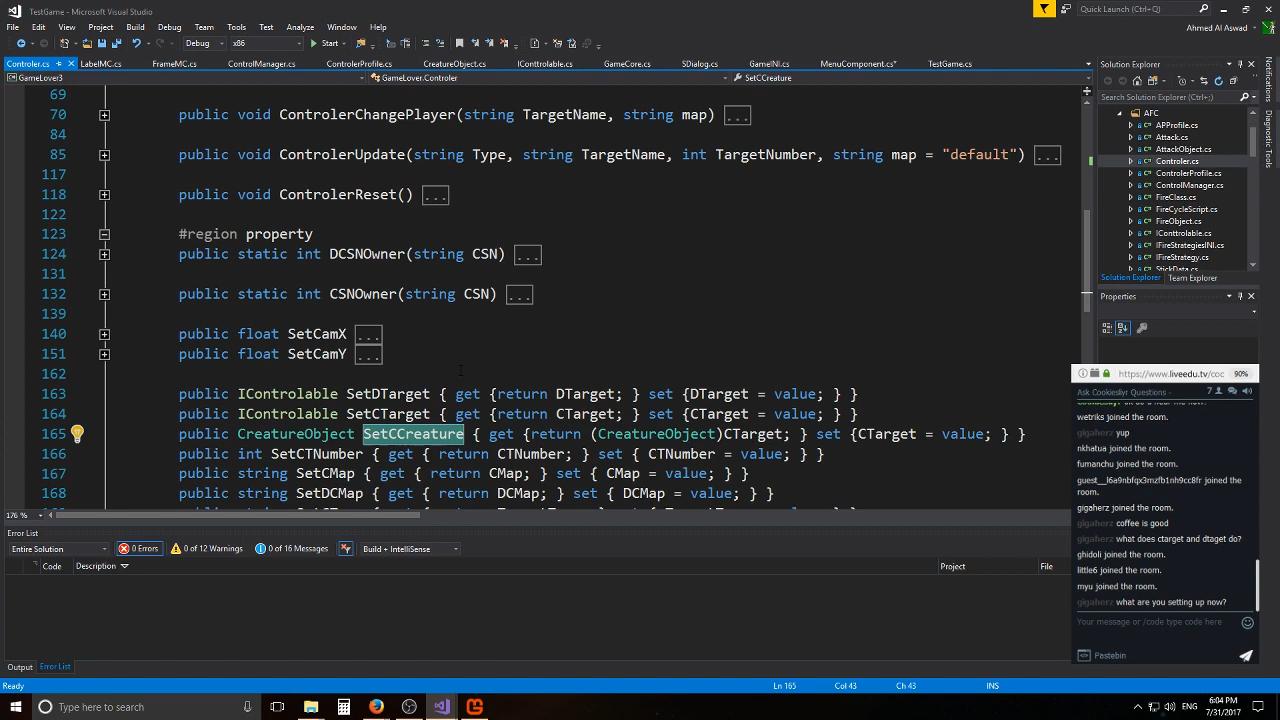 TestGame - Microsoft Visual Studio
Quick Launch (Ctrl+Q)
File Edit View Project Build Debug Team Tools Test Analyze Window Help
Ahmed Al Aswad
Debug x86 Start
Controler.cs LabelMC.cs FrameMC.cs ControlManager.cs ControlerProfile.cs CreatureObject.cs IControlable.cs GameCore.cs SDialog.cs GameINI.cs MenuComponent.cs* TestGame.cs
GameLover3 GameLover.Controler SetCCreature
69
70 public void ControlerChangePlayer(string TargetName, string map) ...
84
85 public void ControlerUpdate(string Type, string TargetName, int TargetNumber, string map = "default") ...
117
118 public void ControlerReset() ...
122
123 #region property
124 public static int DCSNOwner(string CSN) ...
131
132 public static int CSNOwner(string CSN) ...
139
140 public float SetCamX ...
151 public float SetCamY ...
162
163 public IControlable SetDTarget { get {return DTarget; } set {DTarget = value; } }
164 public IControlable SetCTarget { get {return CTarget; } set {CTarget = value; } }
165 public CreatureObject SetCCreature { get {return (CreatureObject)CTarget; } set {CTarget = value; } }
166 public int SetCTNumber { get { return CTNumber; } set { CTNumber = value; } }
167 public string SetCMap { get { return CMap; } set { CMap = value; } }
168 public string SetDCMap { get { return DCMap; } set { DCMap = value; } }
176 %
Solution Explorer
Search Solution Explorer (Ctrl+;)
AFC
APProfile.cs
Attack.cs
AttackObject.cs
Controler.cs
ControlerProfile.cs
ControlManager.cs
FireClass.cs
FireCycleScript.cs
FireObject.cs
IControlable.cs
IFireStrategiesINI.cs
IFireStrategy.cs
StickData.cs
Solution Explorer Team Explorer
Properties
Notifications
Diagnostic Tools
Error List
Entire Solution 0 Errors 0 of 12 Warnings 0 of 16 Messages Build + IntelliSense
Code Description Project File
Output Error List
https://www.liveedu.tv/coc 90%
Ask Cookiesliyr Questions - 7
wetriks joined the room.
gigaherz yup
nkhatua joined the room.
fumanchu joined the room.
guest__l6a9nbfqx3mzfb1nh9cc8fr joined the room.
gigaherz joined the room.
gigaherz coffee is good
gigaherz what does ctarget and dtaget do?
ghidoli joined the room.
little6 joined the room.
myu joined the room.
gigaherz what are you setting up now?
Your message or /code type code here
Pastebin
Ready Ln 165 Col 43 Ch 43 INS
Type here to search
6:04 PM
7/31/2017